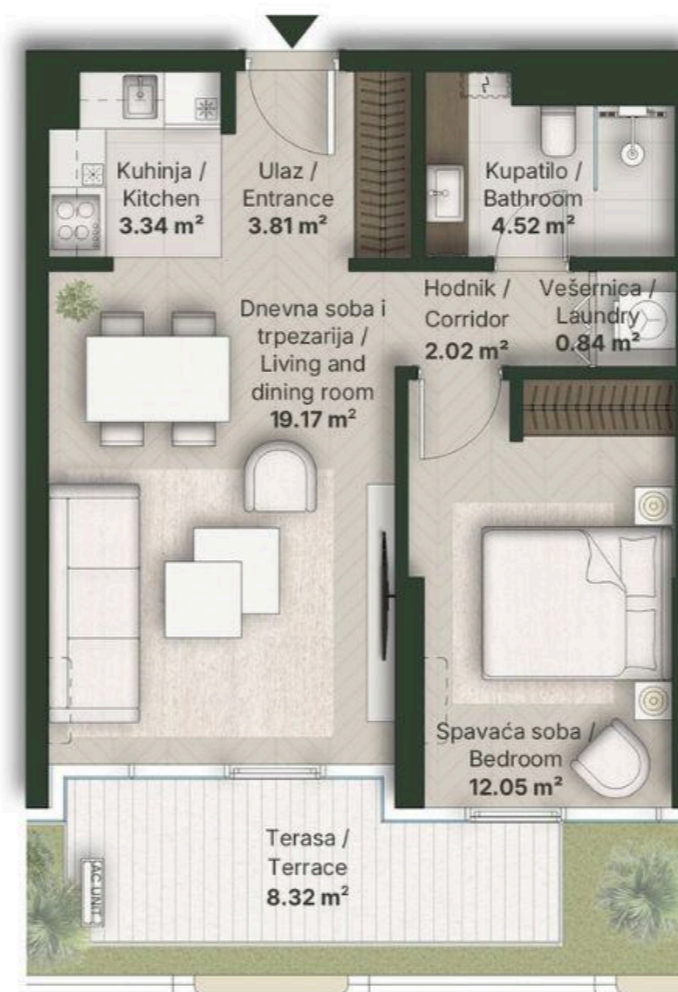 Kuhinja /
Kitchen
3.34 m²
Ulaz /
Entrance
3.81 m²
Kupatilo /
Bathroom
4.52 m²
Dnevna soba i
trpezarija /
Living and
dining room
19.17 m²
Hodnik /
Corridor
2.02 m²
Vešernica /
Laundry
0.84 m²
Spavaća soba /
Bedroom
12.05 m²
Terasa /
Terrace
8.32 m²
AC UNIT